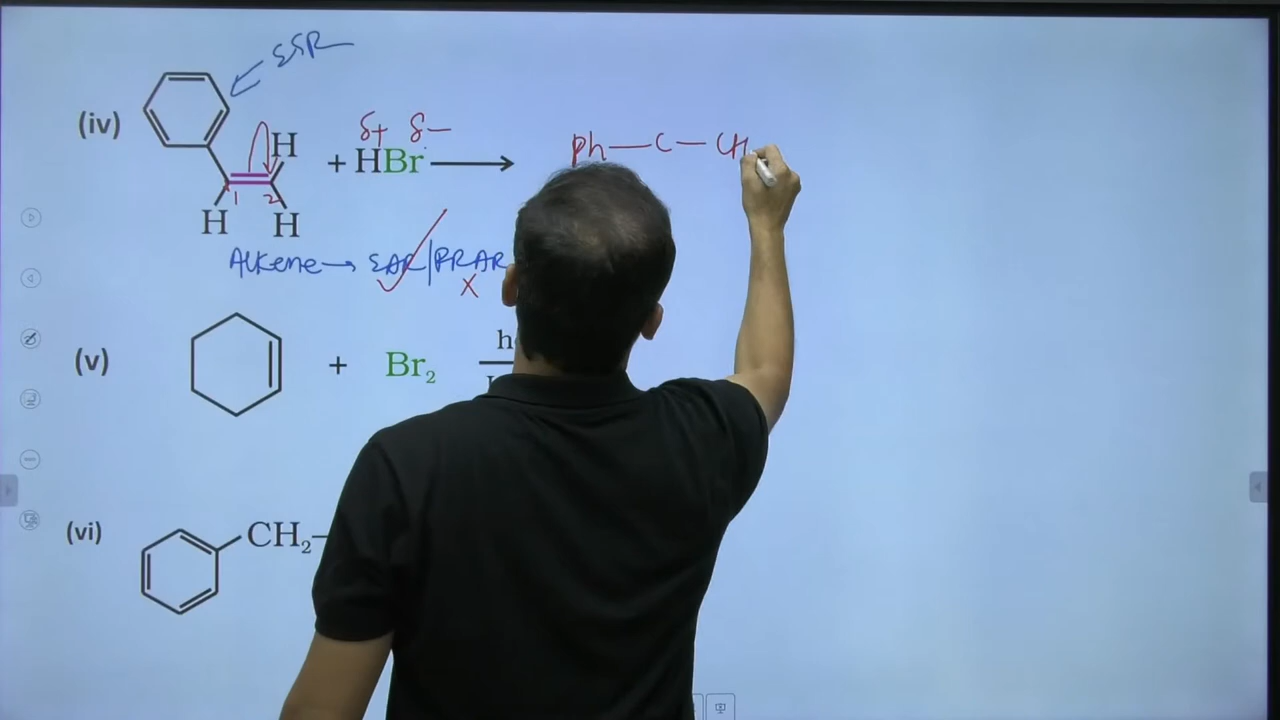 ESR
(iv)
H
δ+ δ–
+ HBr ⟶
Ph — C — CH
1 2
H H
Alkene → EAR | FRAR
✓ X
(v)
+ Br₂
h
(vi)
CH₂–